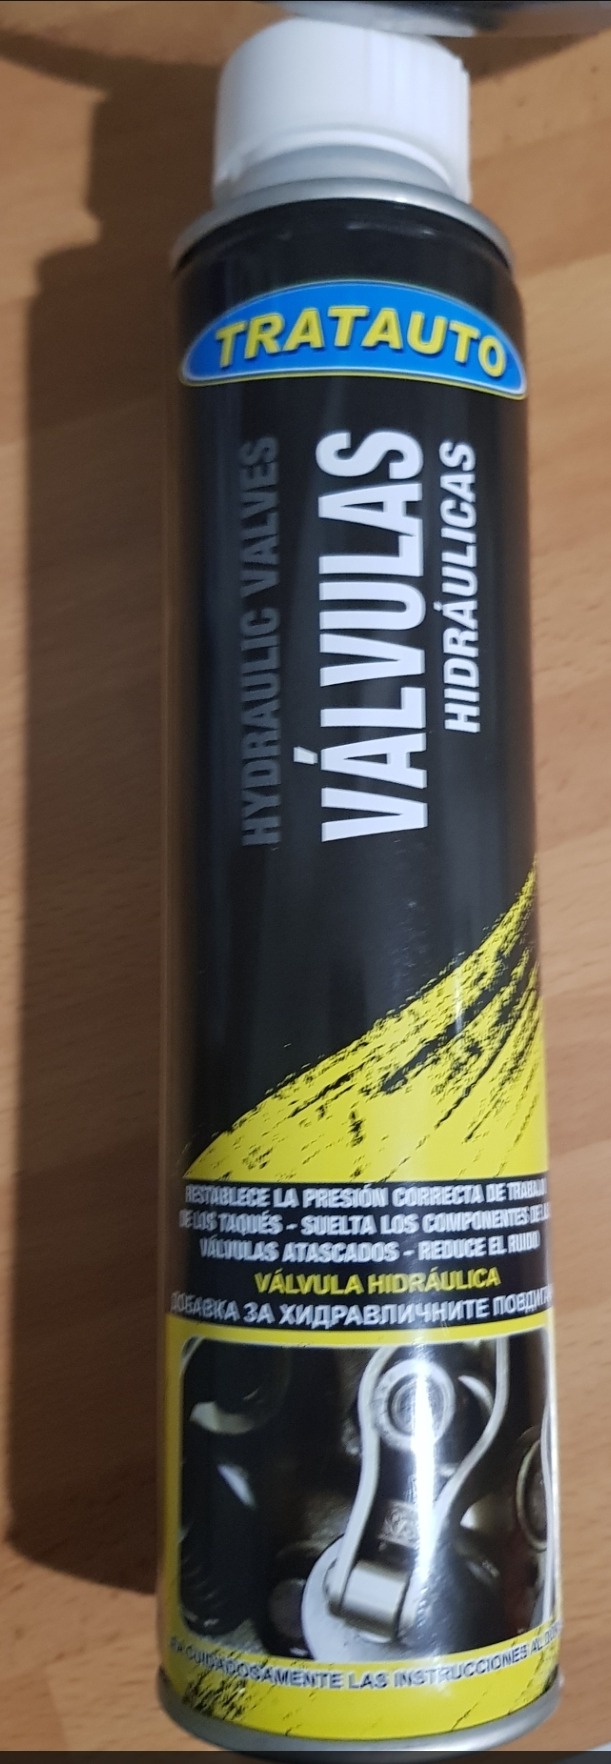 TRATAUTO
HYDRAULIC VALVES
VÁLVULAS
HIDRÁULICAS
RESTABLECE LA PRESIÓN CORRECTA DE TRABAJO
DE LOS TAQUÉS - SUELTA LOS COMPONENTES DE LAS
VÁLVULAS ATASCADOS - REDUCE EL RUIDO
VÁLVULA HIDRÁULICA
ДОБАВКА ЗА ХИДРАВЛИЧНИТЕ
CUIDADOSAMENTE LAS INSTRUCCIONES AL